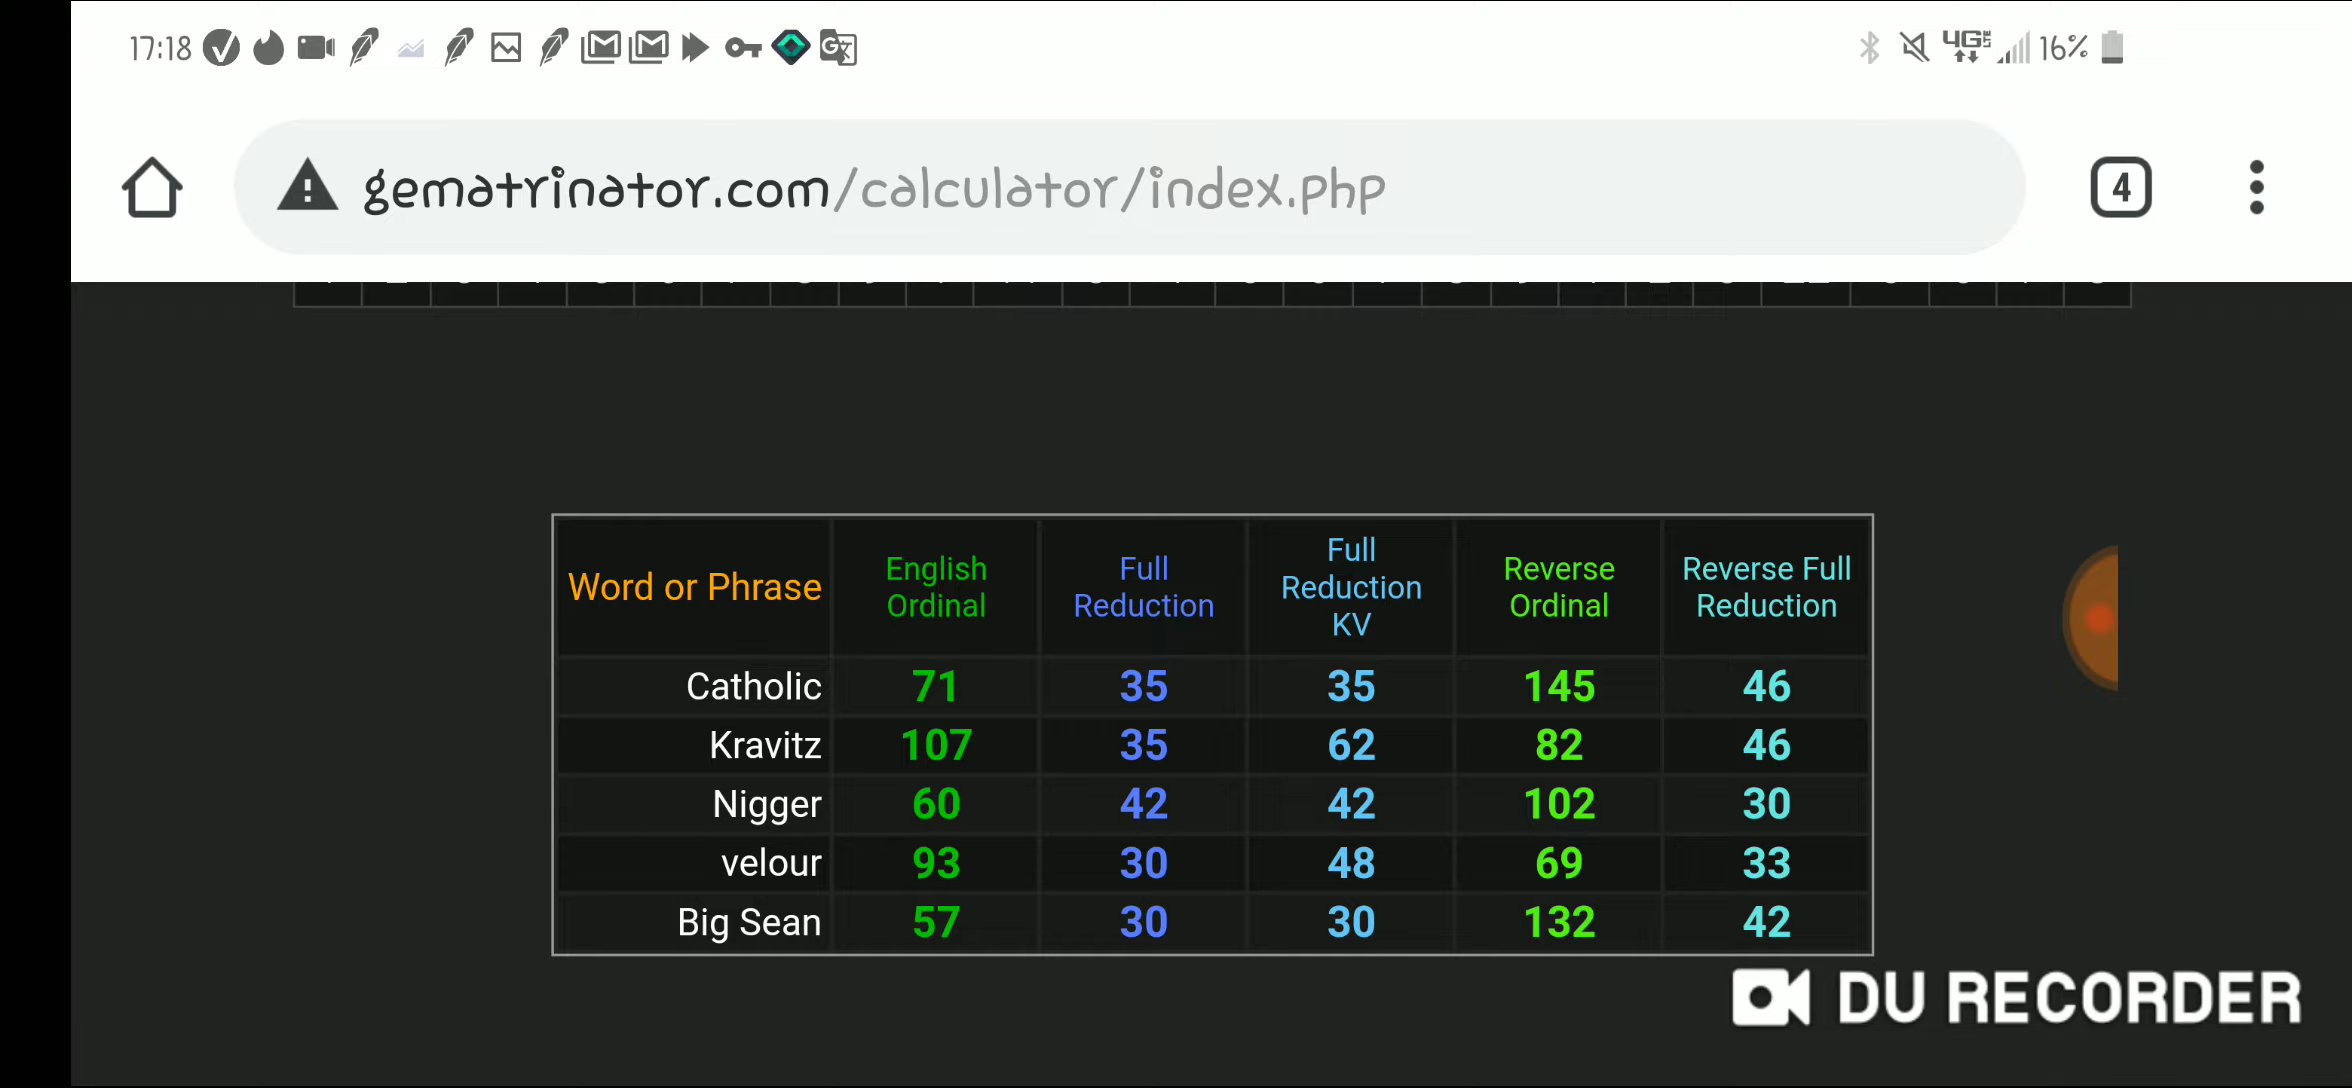 17:18 4G LTE 16%
gematrinator.com/calculator/index.php 4
Word or Phrase English Ordinal Full Reduction Full Reduction KV Reverse Ordinal Reverse Full Reduction
Catholic 71 35 35 145 46
Kravitz 107 35 62 82 46
Nigger 60 42 42 102 30
velour 93 30 48 69 33
Big Sean 57 30 30 132 42
DU RECORDER